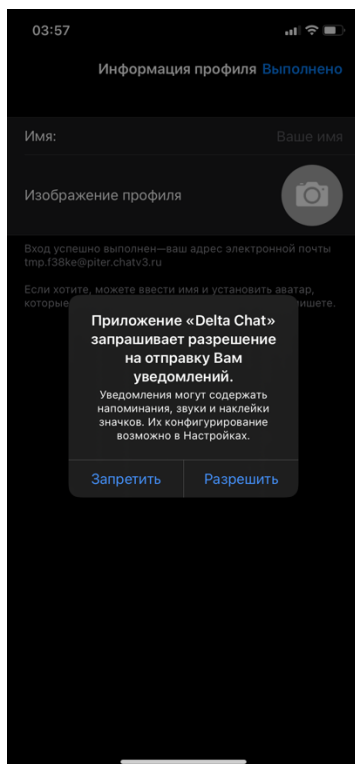 03:57
Информация профиля Выполнено
Имя: Ваше имя
Изображение профиля
Вход успешно выполнен—ваш адрес электронной почты
tmp.f38ke@piter.chatv3.ru
Если хотите, можете ввести имя и установить аватар,
которые пишете.
Приложение «Delta Chat»
запрашивает разрешение
на отправку Вам
уведомлений.
Уведомления могут содержать
напоминания, звуки и наклейки
значков. Их конфигурирование
возможно в Настройках.
Запретить Разрешить